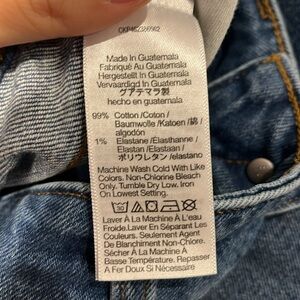 Made In Guatemala
Fabriqué Au Guatemala
Hergestellt In Guatemala
Vervaardigd In Guatemala
グアテマラ製
hecho en guatemala
99% Cotton/Coton/
Baumwolle/Katoen/綿/
algodón
1% Elastane/Élasthanne/
Elastan/Elastaan/
ポリウレタン/elastano
Machine Wash Cold With Like
Colors. Non-Chlorine Bleach
Only. Tumble Dry Low. Iron
On Lowest Setting.
Laver À La Machine À L'eau
Froide.Laver En Séparant Les
Couleurs. Seulement Agent
De Blanchiment Non Chloré.
Séchage À La Machine À
Basse Température. Repasser
À Fer Doux Si Nécessaire